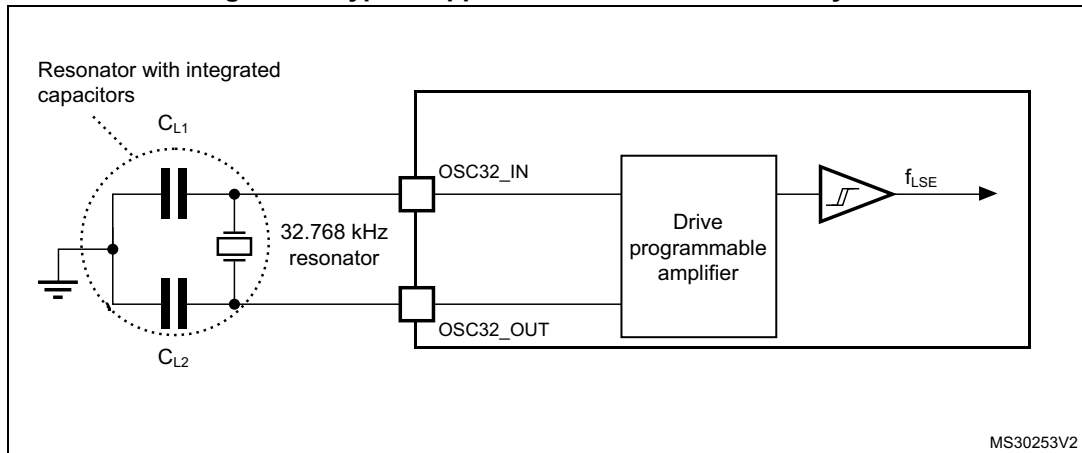 Resonator with integrated
capacitors
CL1
OSC32_IN
fLSE
Drive
programmable
amplifier
32.768 kHz
resonator
OSC32_OUT
CL2
MS30253V2